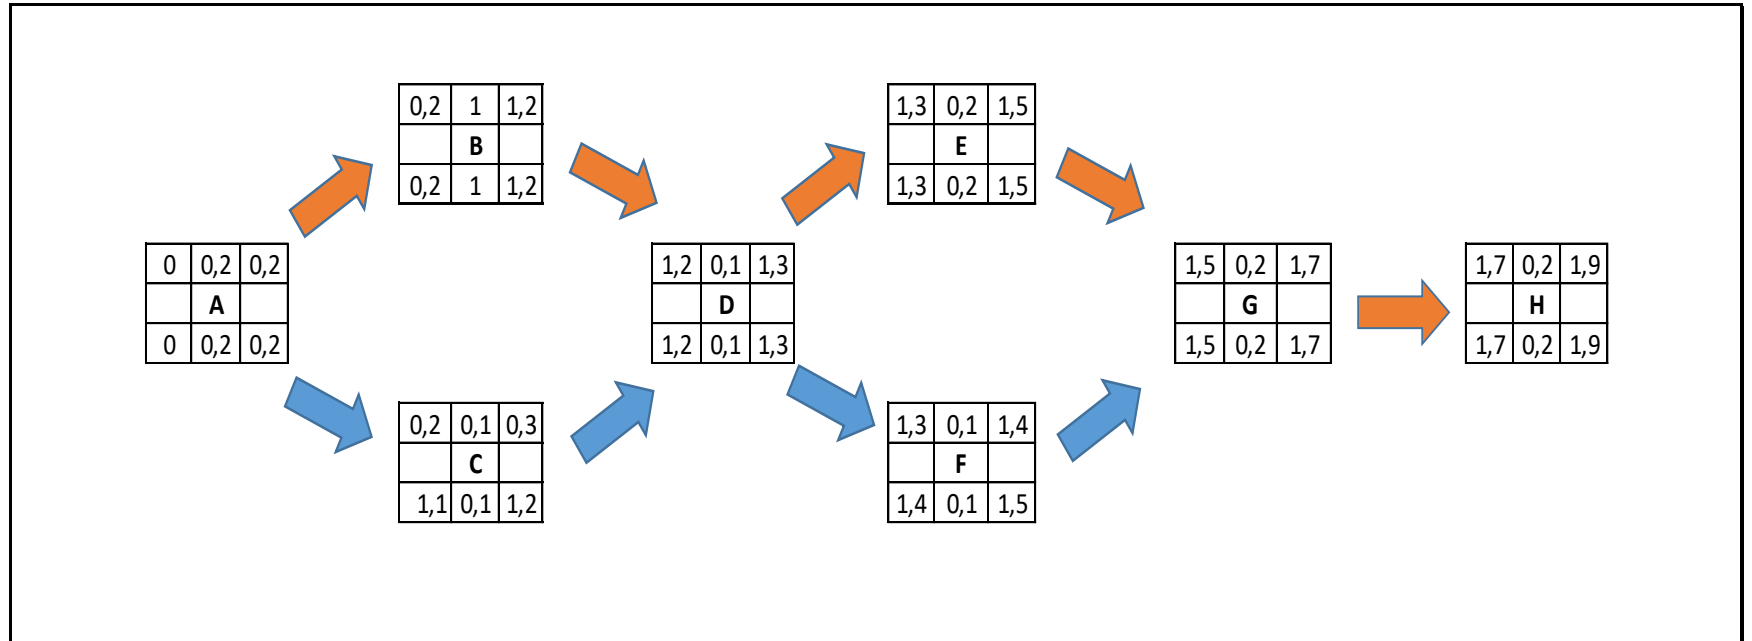 0,2 1 1,2
B
0,2 1 1,2
1,3 0,2 1,5
E
1,3 0,2 1,5
0 0,2 0,2
A
0 0,2 0,2
1,2 0,1 1,3
D
1,2 0,1 1,3
1,5 0,2 1,7
G
1,5 0,2 1,7
1,7 0,2 1,9
H
1,7 0,2 1,9
0,2 0,1 0,3
C
1,1 0,1 1,2
1,3 0,1 1,4
F
1,4 0,1 1,5